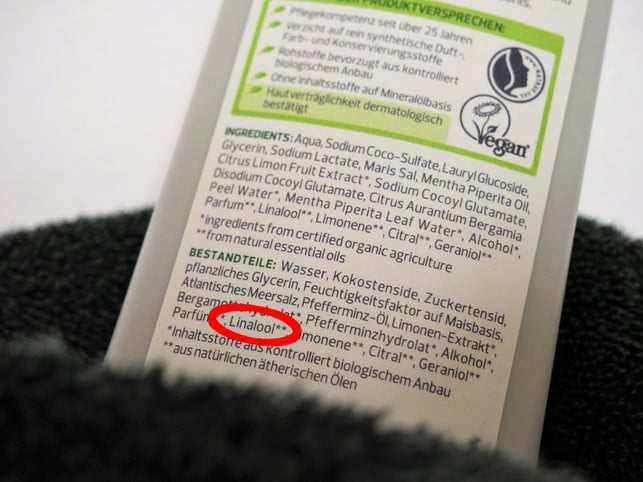 R PRODUKTVERSPRECHEN:
Pflegekompetenz seit über 25 Jahren
Verzicht auf rein synthetische Duft-,
Farb- und Konservierungsstoffe
Rohstoffe bevorzugt aus kontrolliert
biologischem Anbau
Ohne Inhaltsstoffe auf Mineralölbasis
Hautverträglichkeit dermatologisch
bestätigt
Vegan
INGREDIENTS: Aqua, Sodium Coco-Sulfate, Lauryl Glucoside,
Glycerin, Sodium Lactate, Maris Sal, Mentha Piperita Oil,
Citrus Limon Fruit Extract*, Sodium Cocoyl Glutamate,
Disodium Cocoyl Glutamate, Citrus Aurantium Bergamia
Peel Water*, Mentha Piperita Leaf Water*, Alcohol*,
Parfum**, Linalool**, Limonene**, Citral**, Geraniol**
*ingredients from certified organic agriculture
**from natural essential oils
BESTANDTEILE: Wasser, Kokostenside, Zuckertensid,
pflanzliches Glycerin, Feuchtigkeitsfaktor auf Maisbasis,
Atlantisches Meersalz, Pfefferminz-Öl, Limonen-Extrakt*,
Bergamottehydrolat*, Pfefferminzhydrolat*, Alkohol*,
Parfüm**, Linalool**, Limonene**, Citral**, Geraniol**
*Inhaltsstoffe aus kontrolliert biologischem Anbau
**aus natürlichen ätherischen Ölen